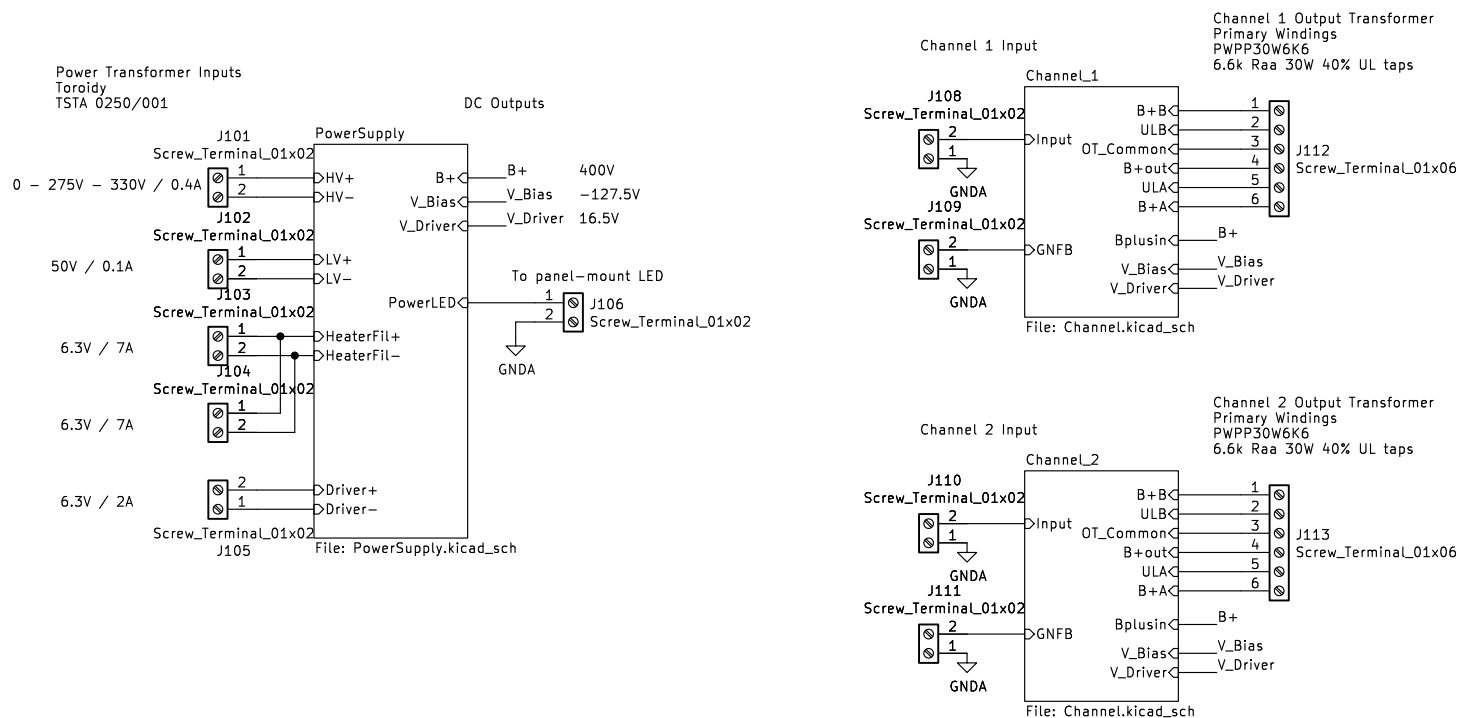 Power Transformer Inputs
Toroidy
TSTA 0250/001
DC Outputs
J101
Screw_Terminal_01x02
PowerSupply
0 - 275V - 330V / 0.4A
1
2
HV+
HV-
J102
Screw_Terminal_01x02
50V / 0.1A
1
2
LV+
LV-
J103
Screw_Terminal_01x02
6.3V / 7A
1
2
HeaterFil+
HeaterFil-
J104
Screw_Terminal_01x02
6.3V / 7A
1
2
6.3V / 2A
2
1
Driver+
Driver-
Screw_Terminal_01x02
J105
File: PowerSupply.kicad_sch
B+ B+ 400V
V_Bias V_Bias -127.5V
V_Driver V_Driver 16.5V
To panel-mount LED
PowerLED
1
2
J106
Screw_Terminal_01x02
GNDA
Channel 1 Input
Channel 1 Output Transformer
Primary Windings
PWPP30W6K6
6.6k Raa 30W 40% UL taps
Channel_1
J108
Screw_Terminal_01x02
2
1
Input
GNDA
J109
Screw_Terminal_01x02
2
1
GNFB
GNDA
B+B 1
ULB 2
OT_Common 3
B+out 4
ULA 5
B+A 6
J112
Screw_Terminal_01x06
Bplusin B+
V_Bias V_Bias
V_Driver V_Driver
File: Channel.kicad_sch
Channel 2 Input
Channel 2 Output Transformer
Primary Windings
PWPP30W6K6
6.6k Raa 30W 40% UL taps
Channel_2
J110
Screw_Terminal_01x02
2
1
Input
GNDA
J111
Screw_Terminal_01x02
2
1
GNFB
GNDA
B+B 1
ULB 2
OT_Common 3
B+out 4
ULA 5
B+A 6
J113
Screw_Terminal_01x06
Bplusin B+
V_Bias V_Bias
V_Driver V_Driver
File: Channel.kicad_sch